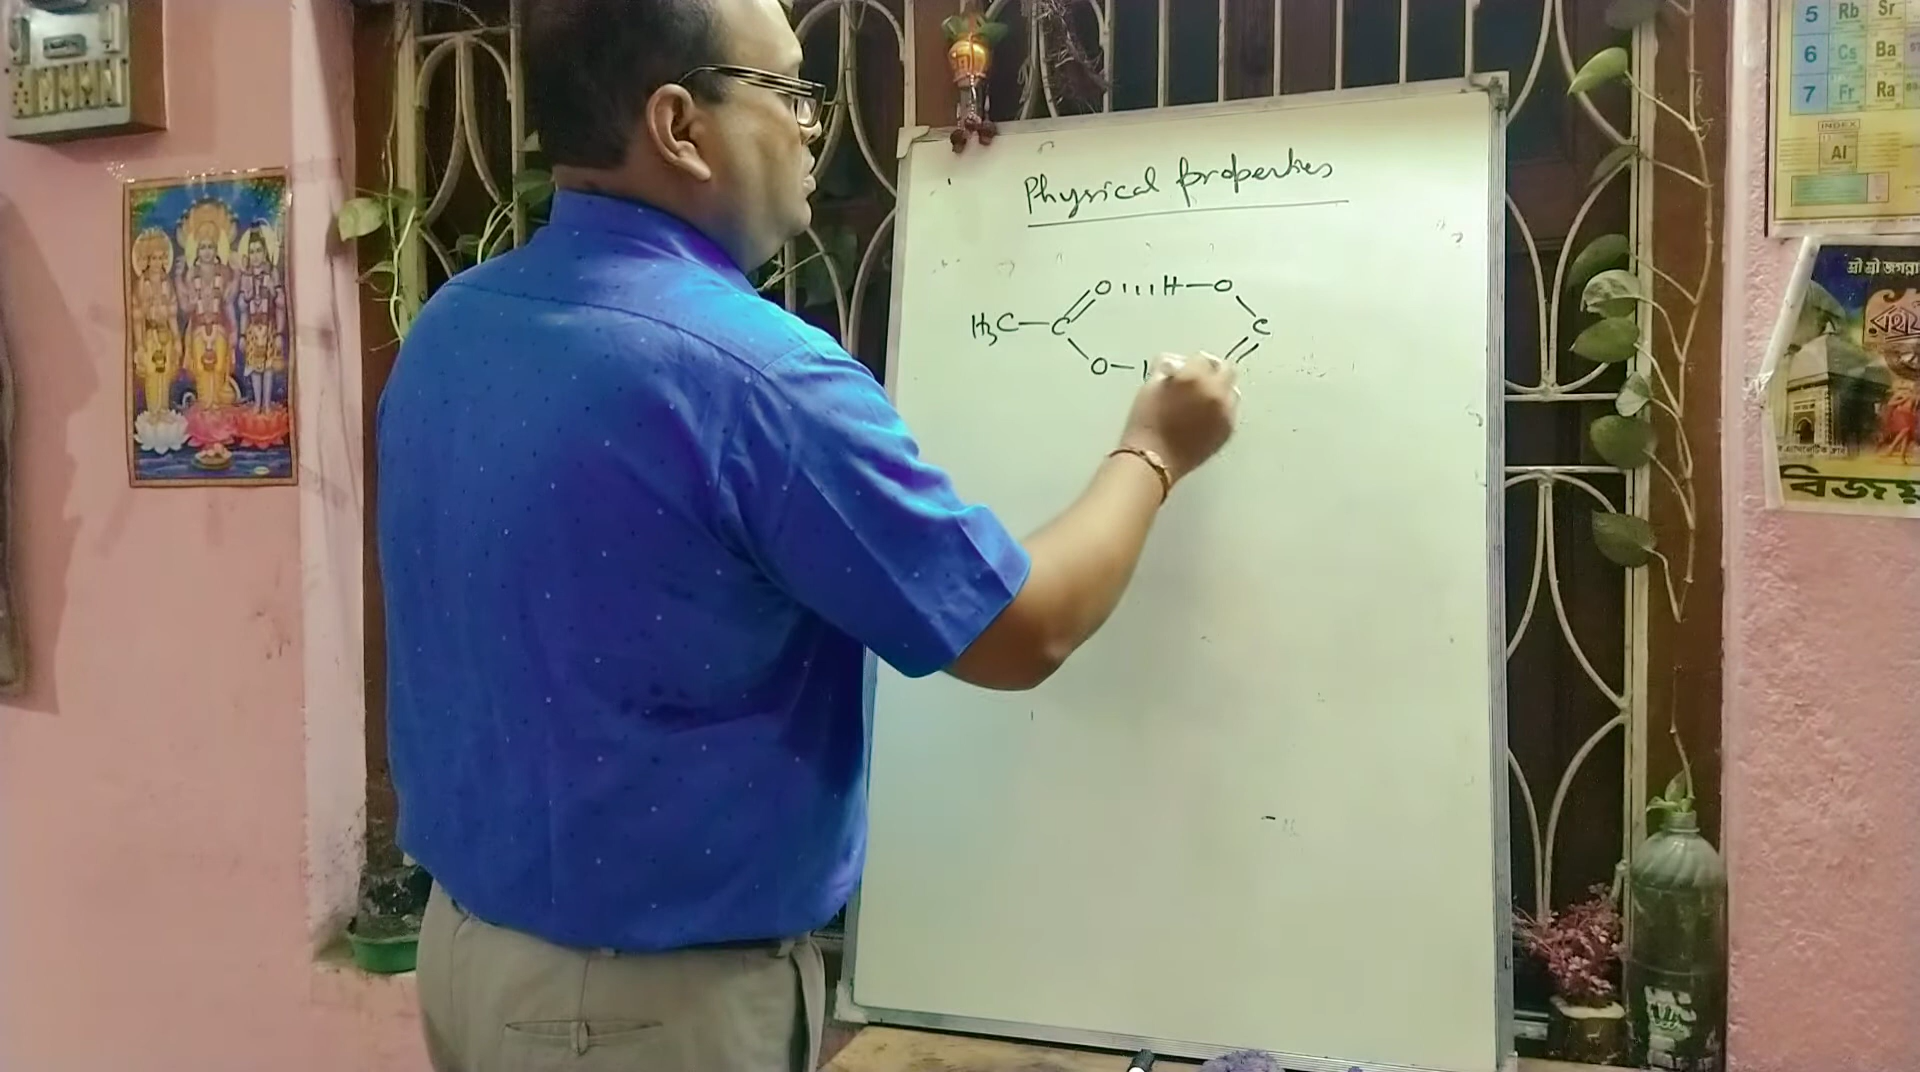 Physical properties
O ... H — O
H₃C — C
C
O —
5 Rb Sr
6 Cs Ba
7 Fr Ra
INDEX
Al
শ্রী শ্রী
বিজয়